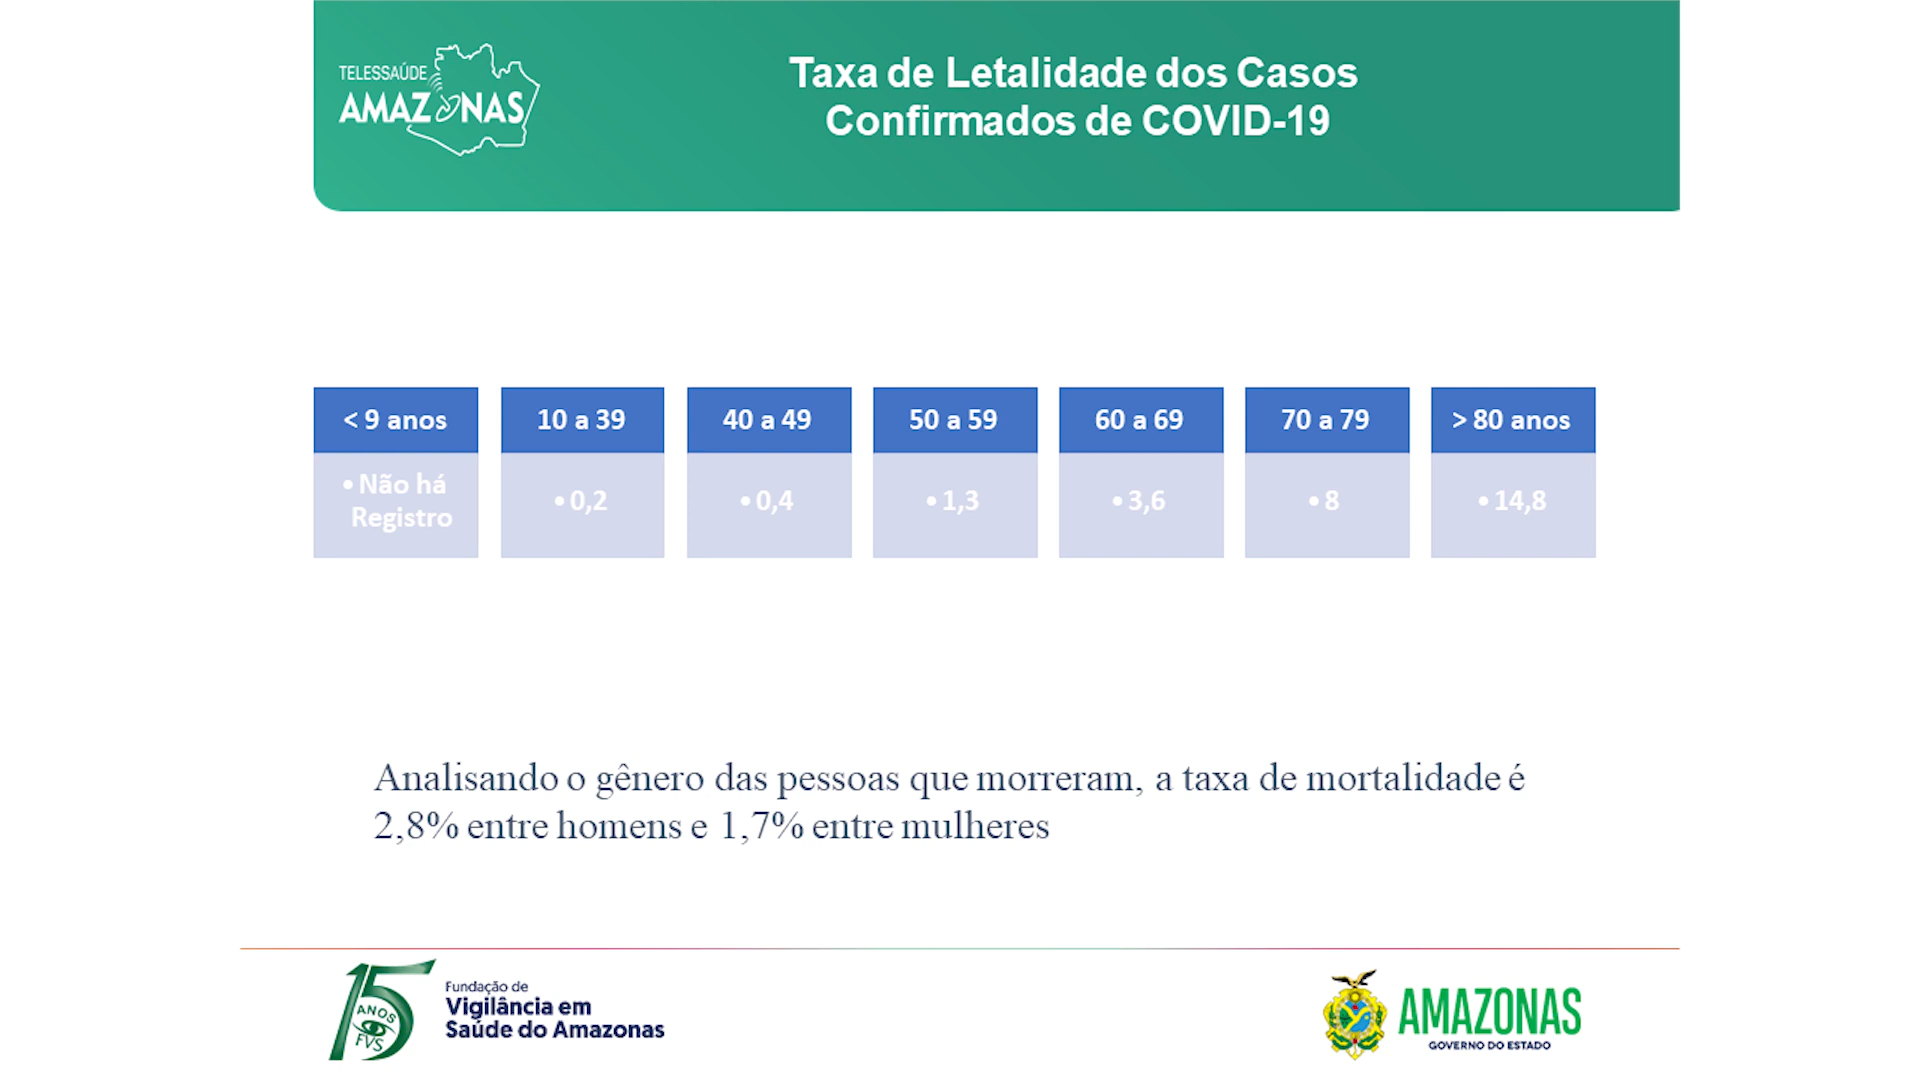 TELESSAÚDE
AMAZONAS
Taxa de Letalidade dos Casos
Confirmados de COVID-19
< 9 anos
• Não há
Registro
10 a 39
• 0,2
40 a 49
• 0,4
50 a 59
• 1,3
60 a 69
• 3,6
70 a 79
• 8
> 80 anos
• 14,8
Analisando o gênero das pessoas que morreram, a taxa de mortalidade é
2,8% entre homens e 1,7% entre mulheres
15
ANOS
FVS
Fundação de
Vigilância em
Saúde do Amazonas
AMAZONAS
GOVERNO DO ESTADO